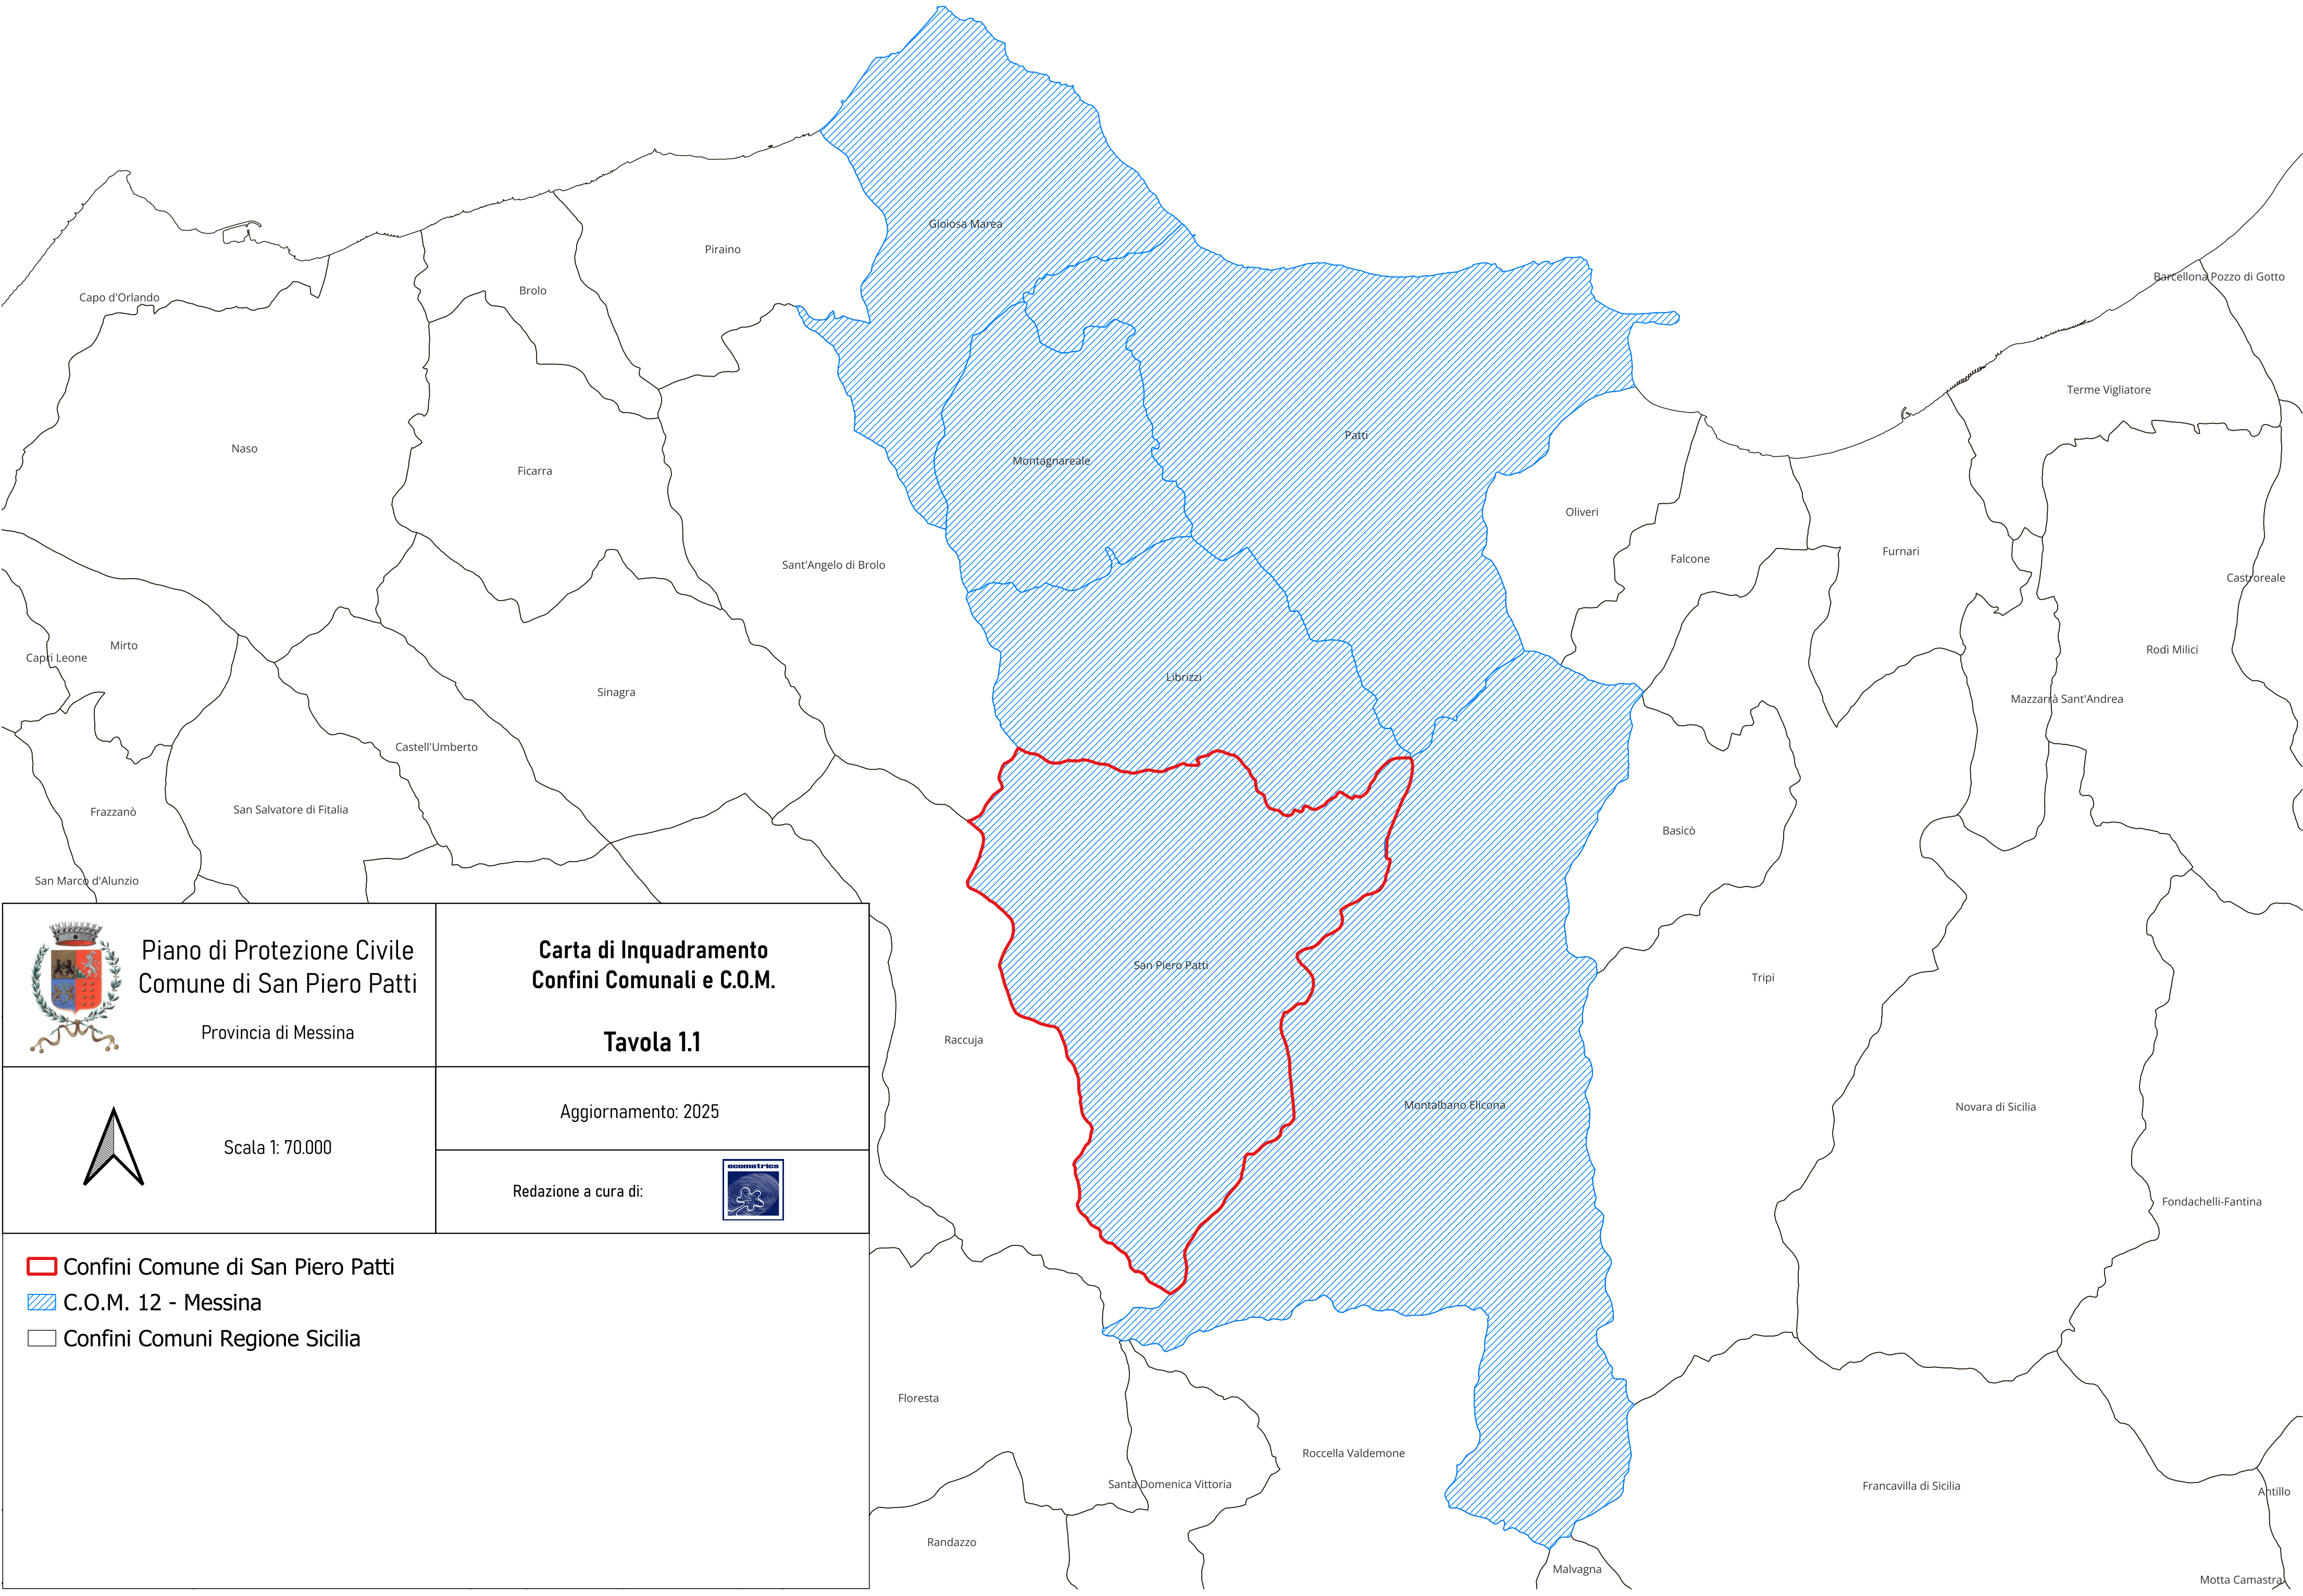 Gioiosa Marea
Piraino
Barcellona Pozzo di Gotto
Capo d'Orlando
Brolo
Terme Vigliatore
Patti
Naso
Montagnareale
Ficarra
Oliveri
Furnari
Falcone
Sant'Angelo di Brolo
Castroreale
Mirto
Rodì Milici
Capri Leone
Librizzi
Sinagra
Mazzarrà Sant'Andrea
Castell'Umberto
San Salvatore di Fitalia
Frazzanò
Basicò
San Marco d'Alunzio
San Piero Patti
Tripi
Raccuja
Montalbano Elicona
Novara di Sicilia
Fondachelli-Fantina
Floresta
Roccella Valdemone
Santa Domenica Vittoria
Francavilla di Sicilia
Antillo
Randazzo
Malvagna
Motta Camastra
Piano di Protezione Civile
Comune di San Piero Patti
Provincia di Messina
Carta di Inquadramento
Confini Comunali e C.O.M.
Tavola 1.1
Scala 1: 70.000
Aggiornamento: 2025
Redazione a cura di:
ecometrics
Confini Comune di San Piero Patti
C.O.M. 12 - Messina
Confini Comuni Regione Sicilia